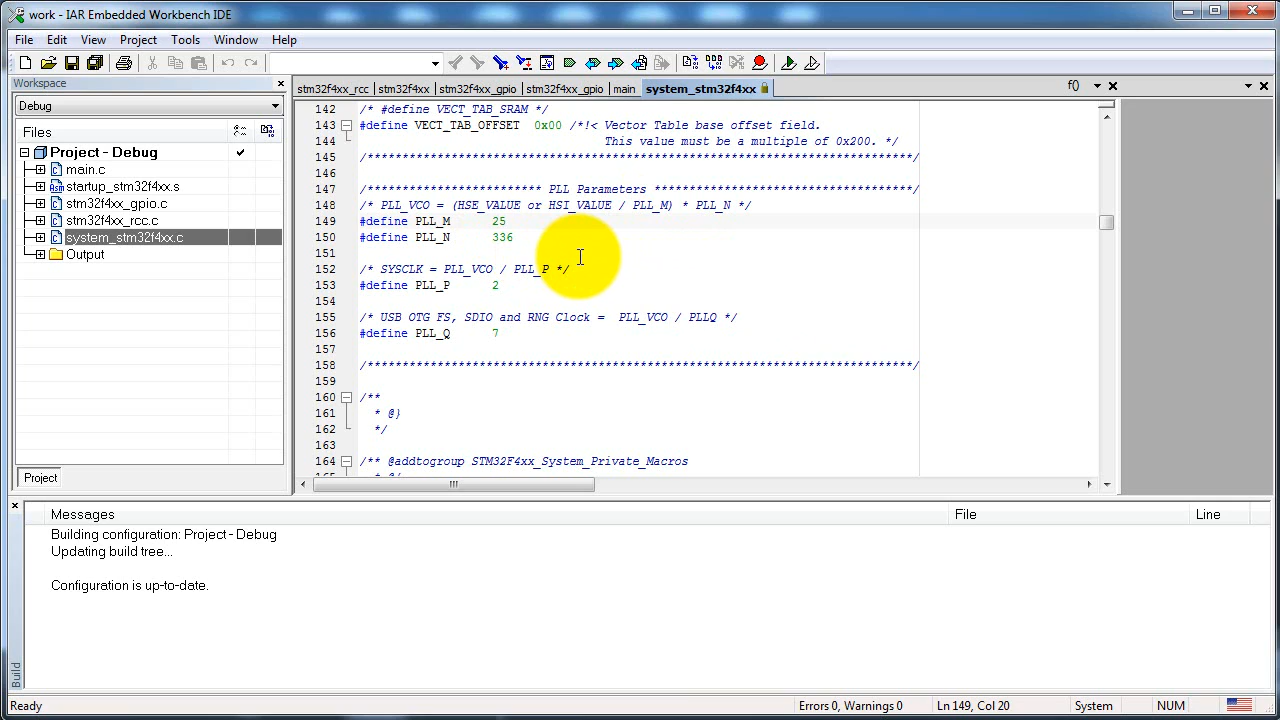 work - IAR Embedded Workbench IDE
File Edit View Project Tools Window Help
Workspace
stm32f4xx_rcc stm32f4xx stm32f4xx_gpio stm32f4xx_gpio main system_stm32f4xx f()
Debug
Files
Project - Debug
main.c
startup_stm32f4xx.s
stm32f4xx_gpio.c
stm32f4xx_rcc.c
system_stm32f4xx.c
Output
Project
142 /* #define VECT_TAB_SRAM */
143 #define VECT_TAB_OFFSET 0x00 /*!< Vector Table base offset field.
144 This value must be a multiple of 0x200. */
145 /******************************************************************************/
146
147 /************************* PLL Parameters *************************************/
148 /* PLL_VCO = (HSE_VALUE or HSI_VALUE / PLL_M) * PLL_N */
149 #define PLL_M 25
150 #define PLL_N 336
151
152 /* SYSCLK = PLL_VCO / PLL_P */
153 #define PLL_P 2
154
155 /* USB OTG FS, SDIO and RNG Clock = PLL_VCO / PLLQ */
156 #define PLL_Q 7
157
158 /******************************************************************************/
159
160 /**
161 * @}
162 */
163
164 /** @addtogroup STM32F4xx_System_Private_Macros
Messages File Line
Building configuration: Project - Debug
Updating build tree...
Configuration is up-to-date.
Build
Ready Errors 0, Warnings 0 Ln 149, Col 20 System NUM